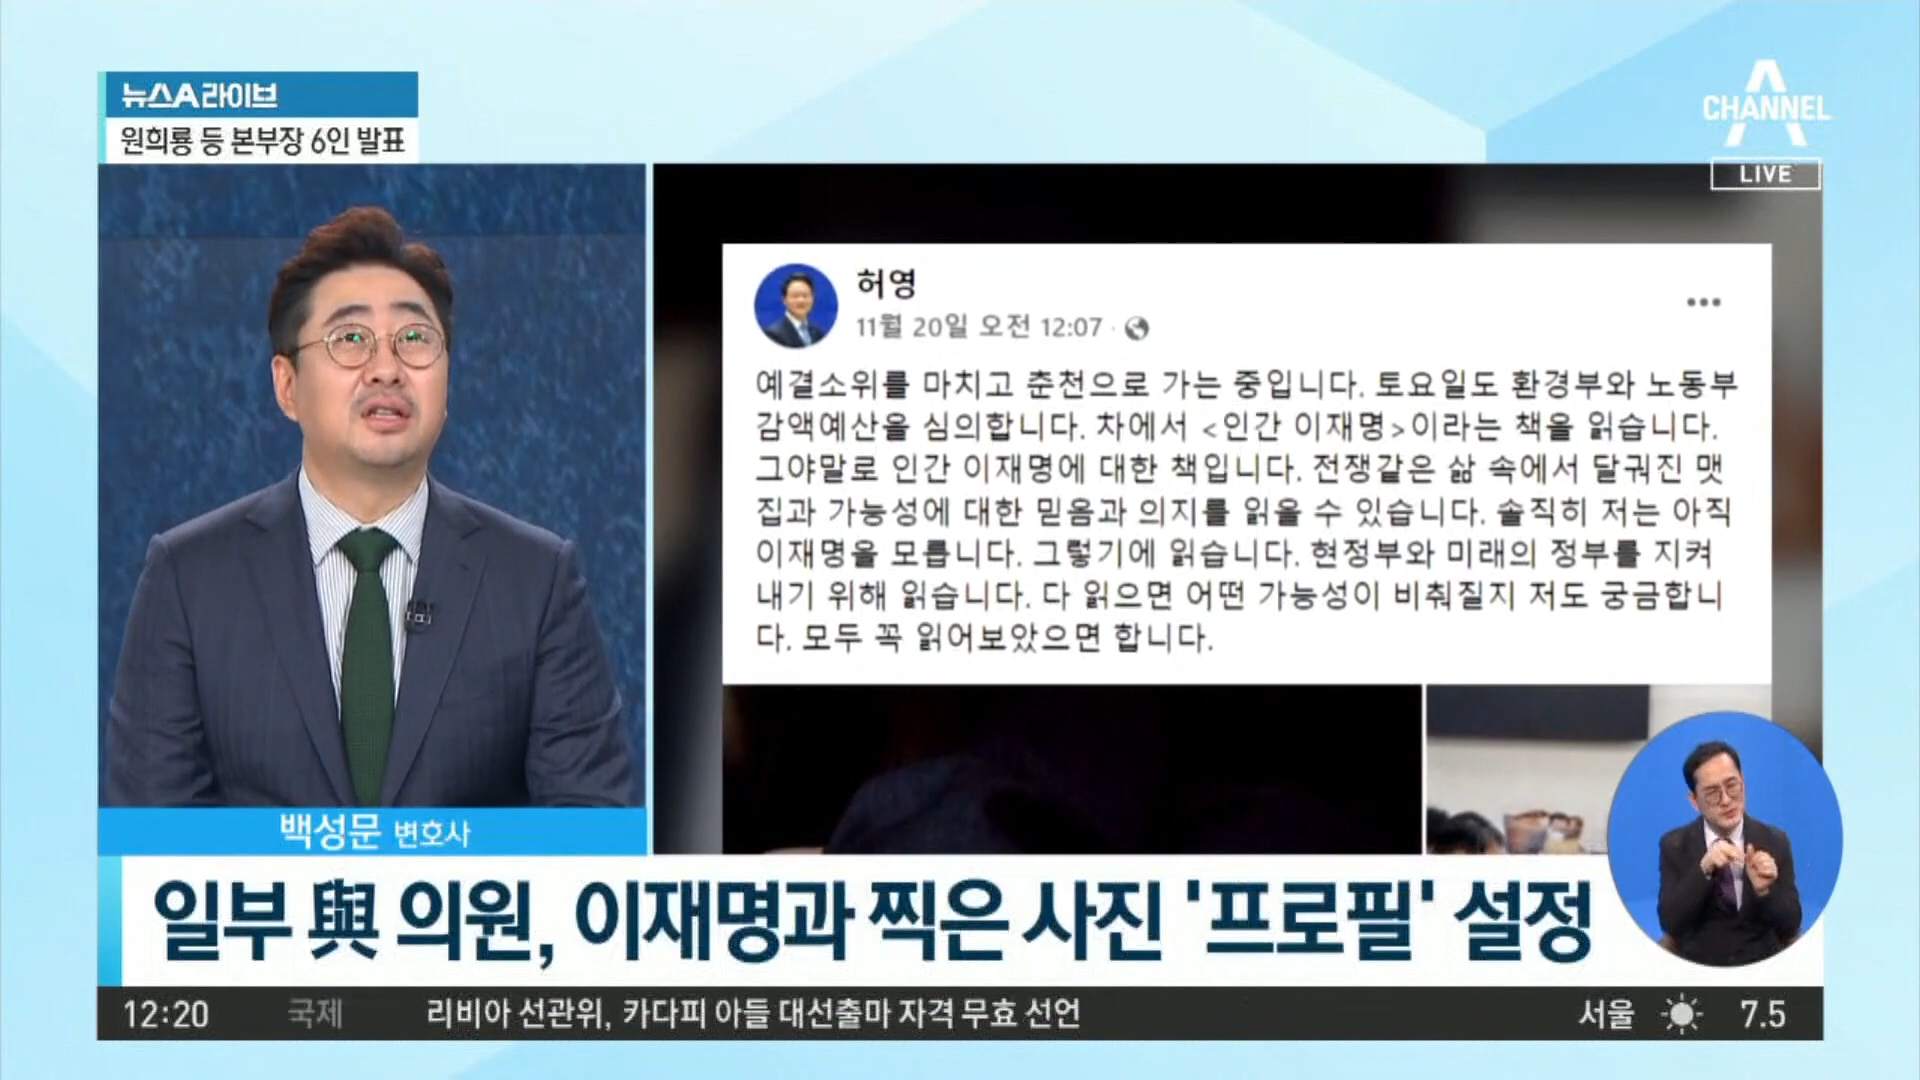 뉴스A라이브
원희룡 등 본부장 6인 발표
CHANNEL A
LIVE
허영
11월 20일 오전 12:07
예결소위를 마치고 춘천으로 가는 중입니다. 토요일도 환경부와 노동부
감액예산을 심의합니다. 차에서 <인간 이재명>이라는 책을 읽습니다.
그야말로 인간 이재명에 대한 책입니다. 전쟁같은 삶 속에서 달궈진 맷
집과 가능성에 대한 믿음과 의지를 읽을 수 있습니다. 솔직히 저는 아직
이재명을 모릅니다. 그렇기에 읽습니다. 현정부와 미래의 정부를 지켜
내기 위해 읽습니다. 다 읽으면 어떤 가능성이 비춰질지 저도 궁금합니
다. 모두 꼭 읽어보았으면 합니다.
백성문 변호사
일부 與 의원, 이재명과 찍은 사진 '프로필' 설정
12:20 국제 리비아 선관위, 카다피 아들 대선출마 자격 무효 선언 서울 7.5